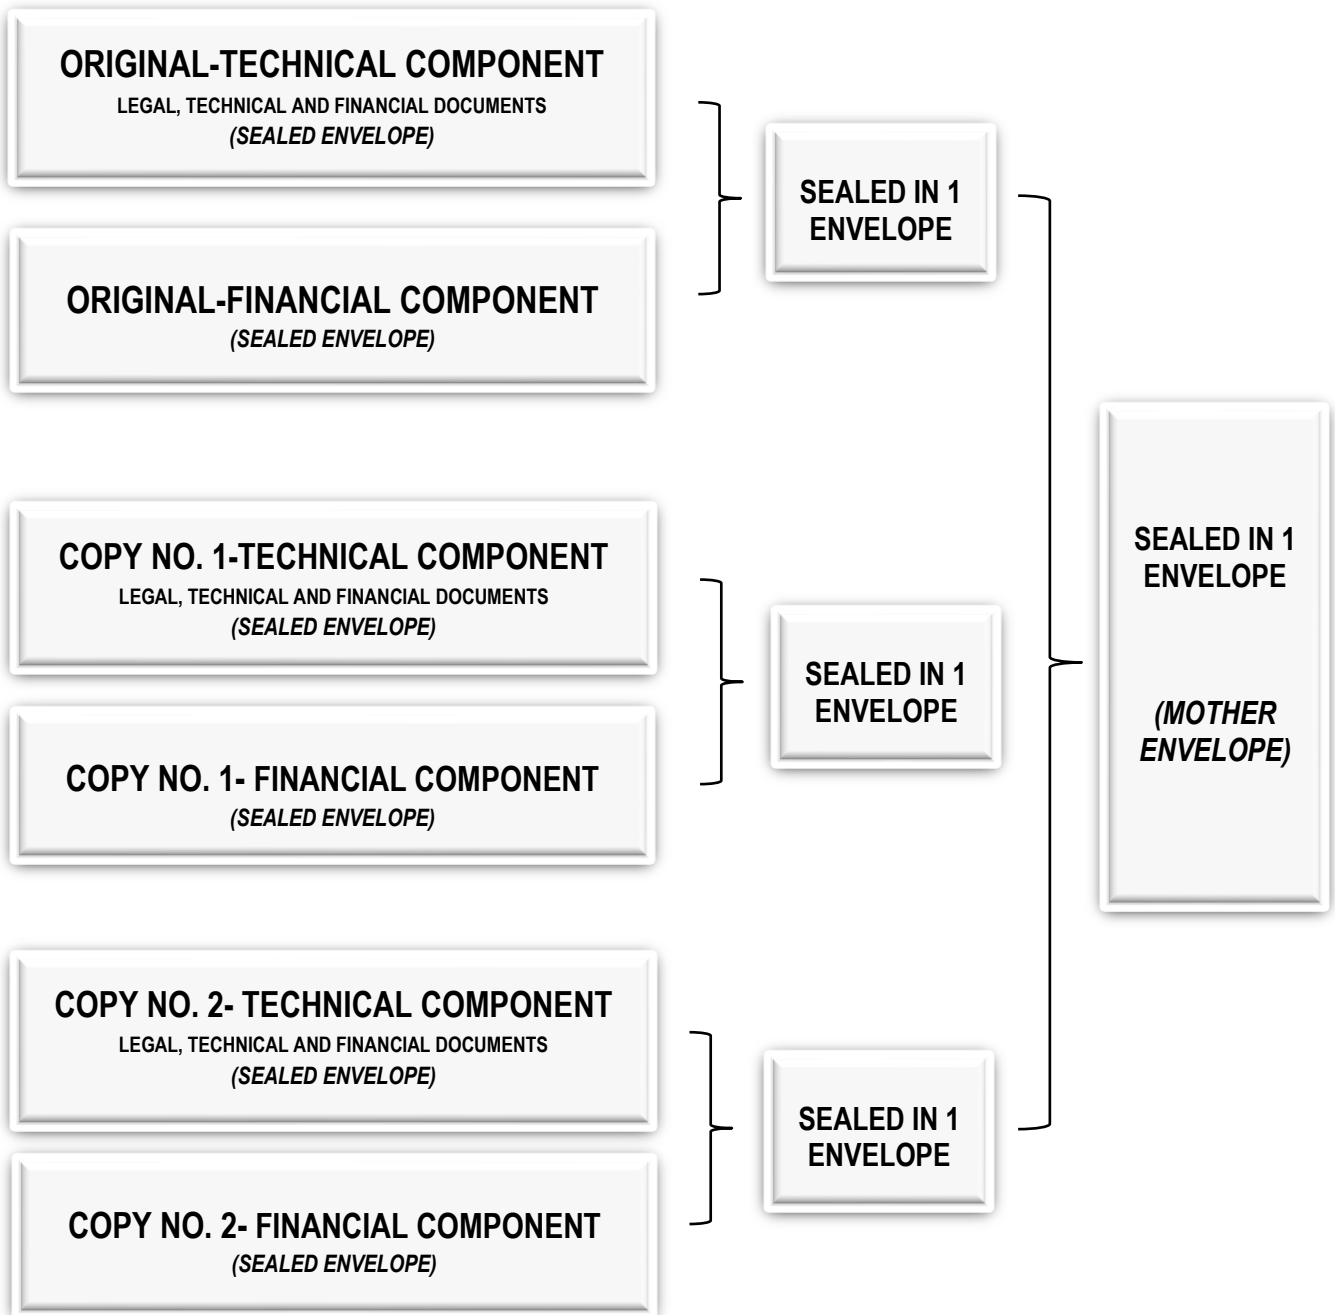 ORIGINAL-TECHNICAL COMPONENT
LEGAL, TECHNICAL AND FINANCIAL DOCUMENTS
(SEALED ENVELOPE)
ORIGINAL-FINANCIAL COMPONENT
(SEALED ENVELOPE)
SEALED IN 1
ENVELOPE
COPY NO. 1-TECHNICAL COMPONENT
LEGAL, TECHNICAL AND FINANCIAL DOCUMENTS
(SEALED ENVELOPE)
COPY NO. 1- FINANCIAL COMPONENT
(SEALED ENVELOPE)
SEALED IN 1
ENVELOPE
COPY NO. 2- TECHNICAL COMPONENT
LEGAL, TECHNICAL AND FINANCIAL DOCUMENTS
(SEALED ENVELOPE)
COPY NO. 2- FINANCIAL COMPONENT
(SEALED ENVELOPE)
SEALED IN 1
ENVELOPE
SEALED IN 1
ENVELOPE
(MOTHER
ENVELOPE)